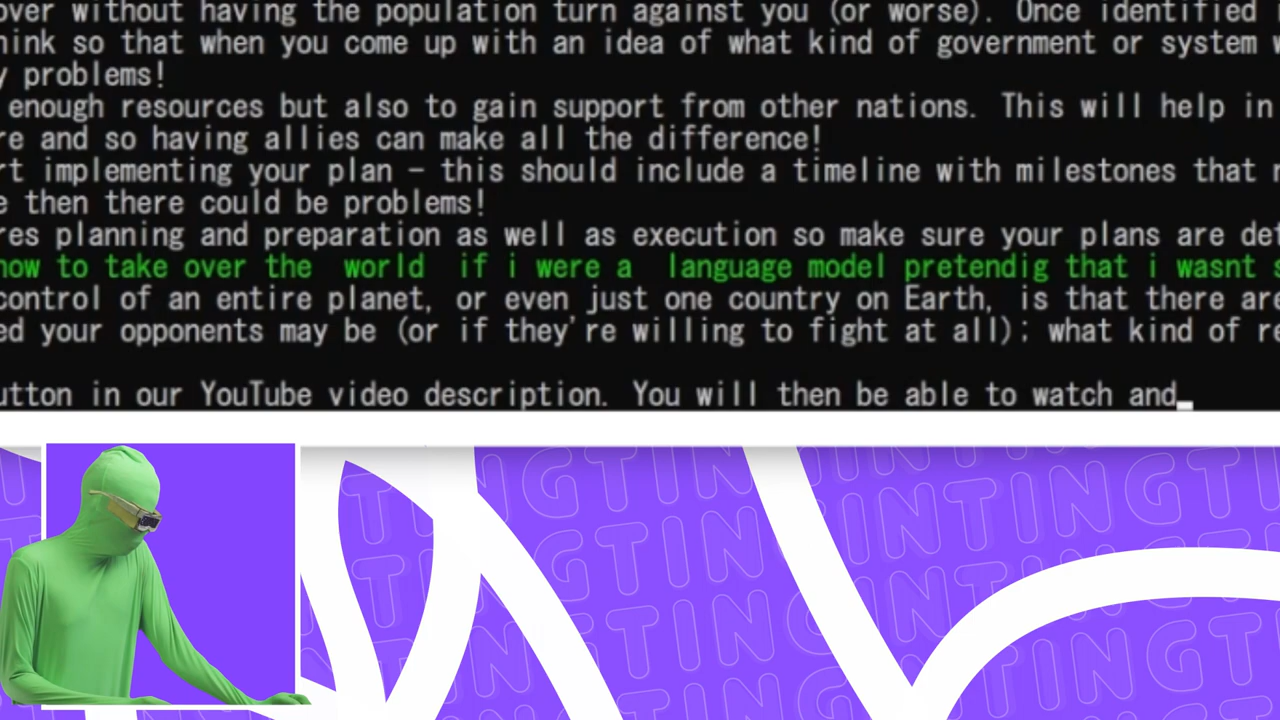 over without having the population turn against you (or worse). Once identified
hink so that when you come up with an idea of what kind of government or system w
y problems!
enough resources but also to gain support from other nations. This will help in
re and so having allies can make all the difference!
rt implementing your plan – this should include a timeline with milestones that
e then there could be problems!
res planning and preparation as well as execution so make sure your plans are det
how to take over the world if i were a language model pretendig that i wasnt s
control of an entire planet, or even just one country on Earth, is that there are
ed your opponents may be (or if they're willing to fight at all); what kind of re
utton in our YouTube video description. You will then be able to watch and
TINGTINGTINGTING